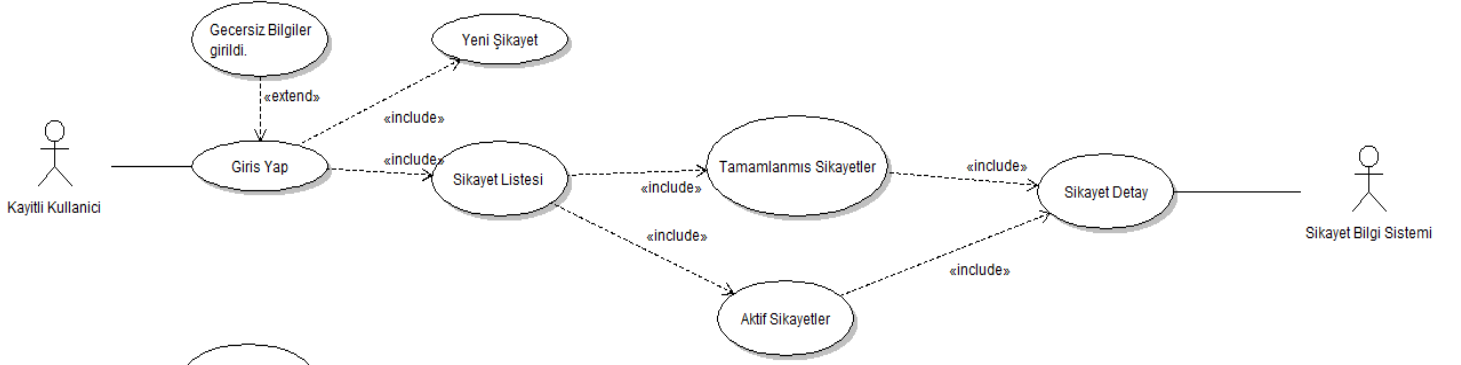 Gecersiz Bilgiler
girildi.
Yeni Şikayet
«extend»
«include»
Kayitli Kullanici
Giris Yap
«include»
Sikayet Listesi
«include»
Tamamlanmıs Sikayetler
«include»
Sikayet Detay
Sikayet Bilgi Sistemi
«include»
Aktif Sikayetler
«include»